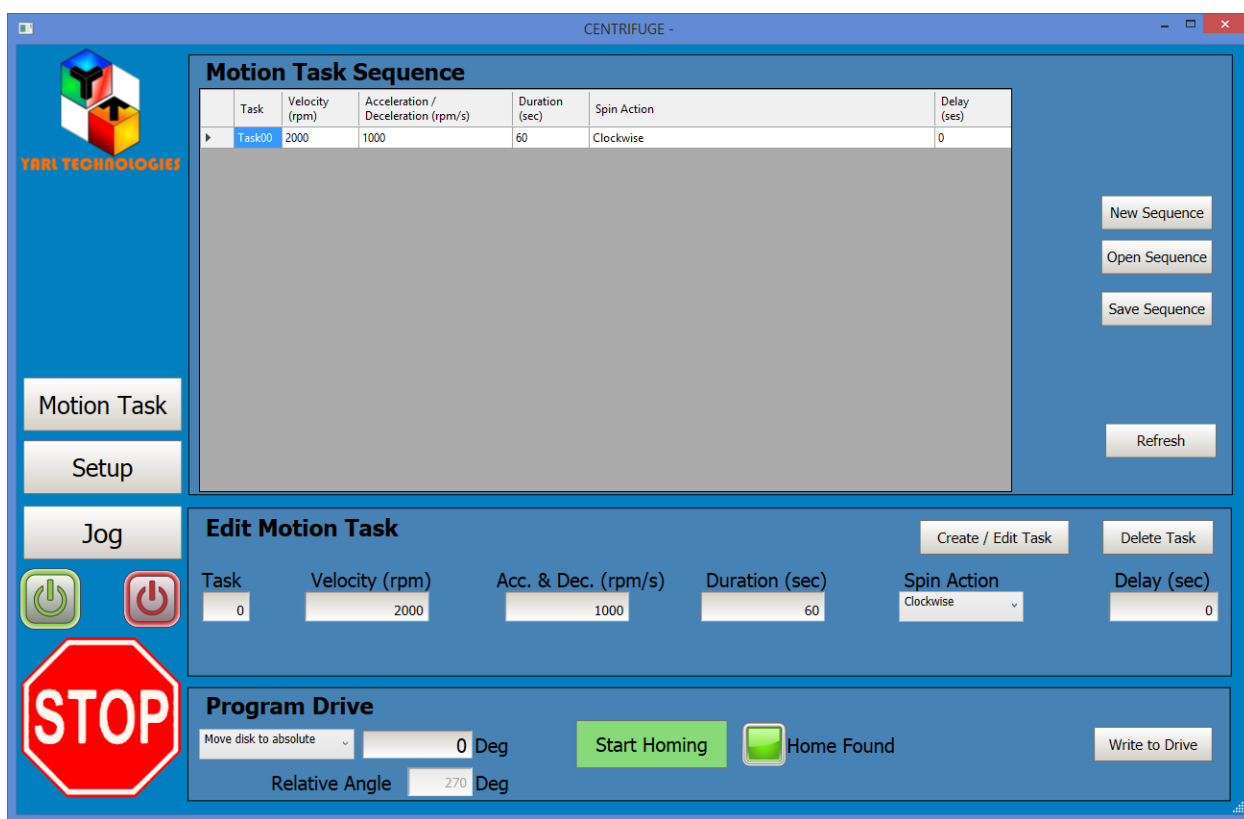 CENTRIFUGE -
YARL TECHNOLOGIES
Motion Task Sequence
Task Velocity (rpm) Acceleration / Deceleration (rpm/s) Duration (sec) Spin Action Delay (ses)
Task00 2000 1000 60 Clockwise 0
New Sequence
Open Sequence
Save Sequence
Refresh
Motion Task
Setup
Jog
STOP
Edit Motion Task
Create / Edit Task Delete Task
Task Velocity (rpm) Acc. & Dec. (rpm/s) Duration (sec) Spin Action Delay (sec)
0 2000 1000 60 Clockwise 0
Program Drive
Move disk to absolute 0 Deg Start Homing Home Found Write to Drive
Relative Angle 270 Deg